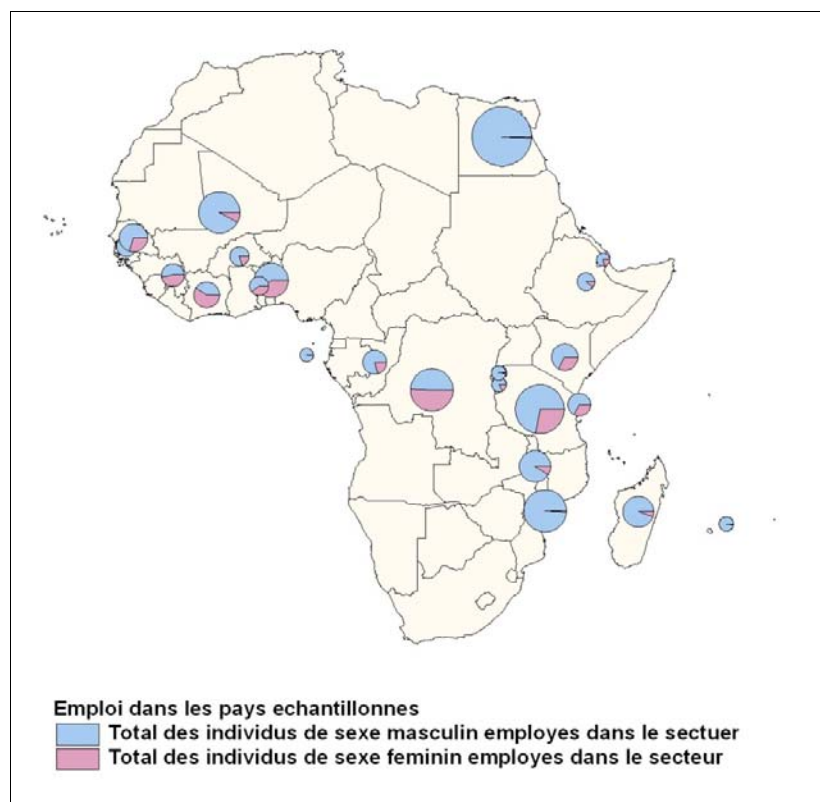 Emploi dans les pays echantillonnes
Total des individus de sexe masculin employes dans le sectuer
Total des individus de sexe feminin employes dans le secteur